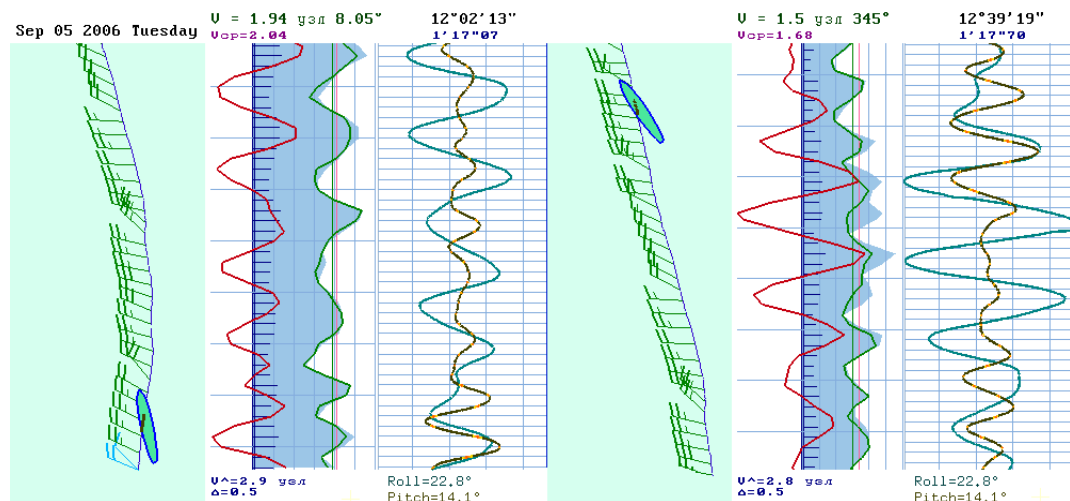 Sep 05 2006 Tuesday
V = 1.94 узл 8.05°
Vср=2.04
12°02'13"
1'17"07
V = 1.5 узл 345°
Vср=1.68
12°39'19"
1'17"70
V^=2.9 узл
Δ=0.5
Roll=22.8°
Pitch=14.1°
V^=2.8 узл
Δ=0.5
Roll=22.8°
Pitch=14.1°